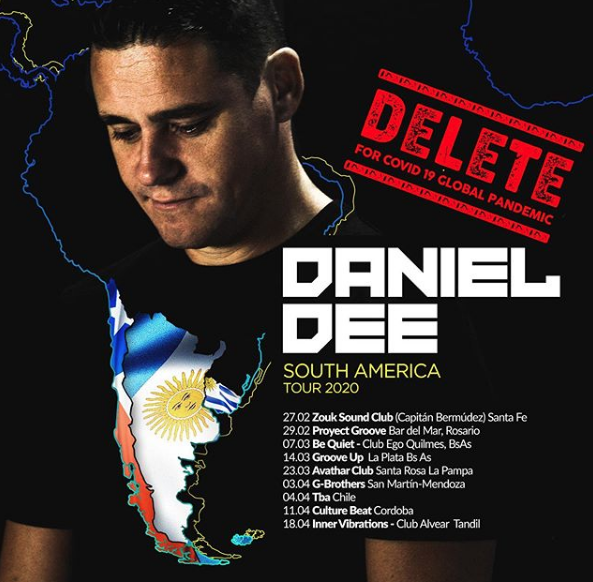 DELETE
FOR COVID 19 GLOBAL PANDEMIC
DANIEL
DEE
SOUTH AMERICA
TOUR 2020
27.02 Zouk Sound Club (Capitán Bermúdez) Santa Fe
29.02 Proyect Groove Bar del Mar, Rosario
07.03 Be Quiet - Club Ego Quilmes, BsAs
14.03 Groove Up La Plata Bs As
23.03 Avathar Club Santa Rosa La Pampa
03.04 G-Brothers San Martín-Mendoza
04.04 Tba Chile
11.04 Culture Beat Cordoba
18.04 Inner Vibrations - Club Alvear Tandil